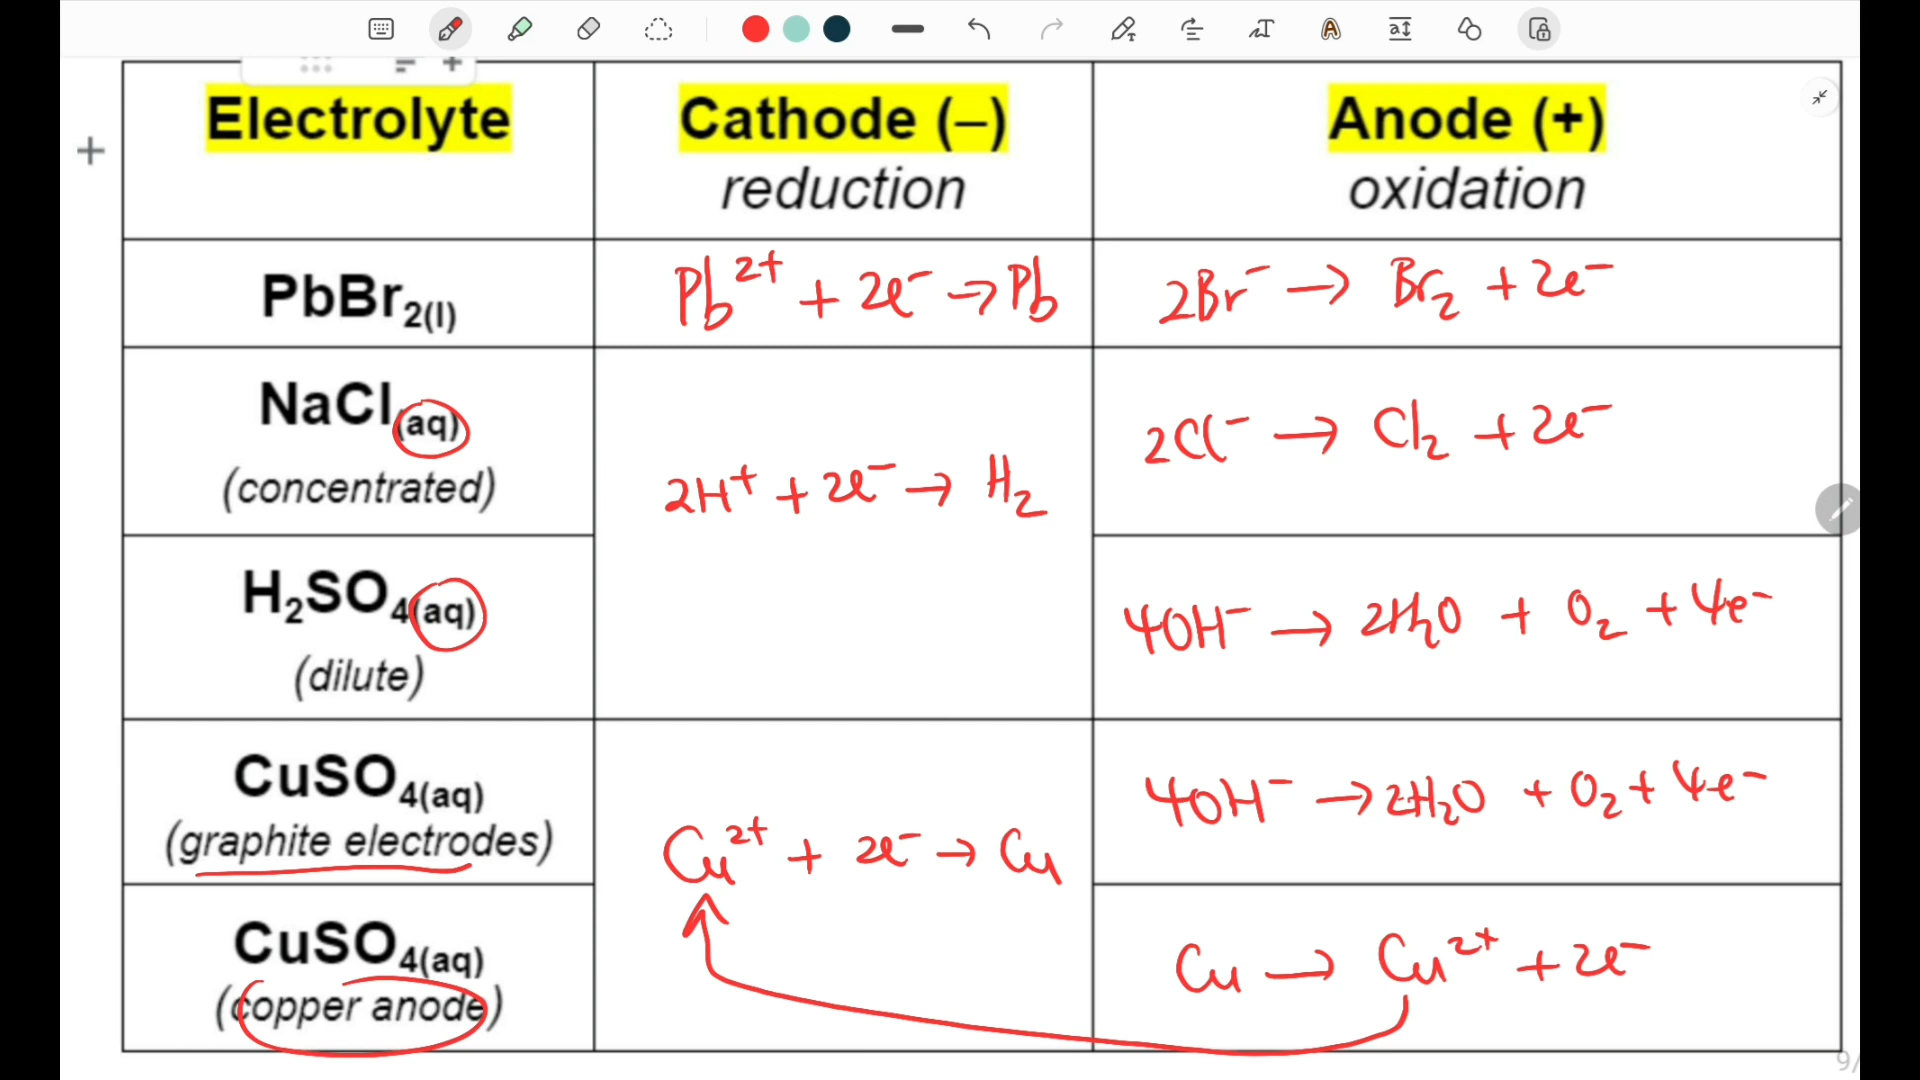 Electrolyte
Cathode (–)
reduction
Anode (+)
oxidation
PbBr₂₍ₗ₎
Pb²⁺ + 2e⁻ → Pb
2Br⁻ → Br₂ + 2e⁻
NaCl(aq)
(concentrated)
2H⁺ + 2e⁻ → H₂
2Cl⁻ → Cl₂ + 2e⁻
H₂SO₄(aq)
(dilute)
4OH⁻ → 2H₂O + O₂ + 4e⁻
CuSO₄(aq)
(graphite electrodes)
Cu²⁺ + 2e⁻ → Cu
4OH⁻ → 2H₂O + O₂ + 4e⁻
CuSO₄(aq)
(copper anode)
Cu → Cu²⁺ + 2e⁻
9/